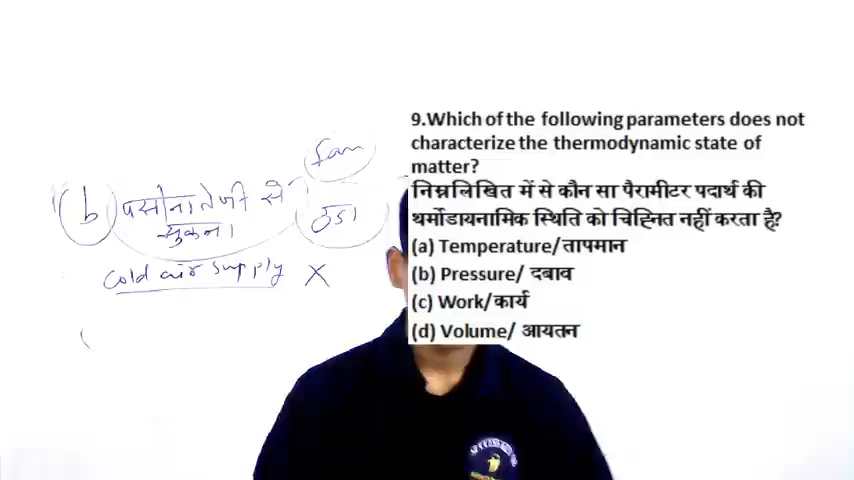 fan
b पसीना तेजी से
सुकना।
ठंडा
cold air supply X
9.Which of the following parameters does not
characterize the thermodynamic state of
matter?
निम्नलिखित में से कौन सा पैरामीटर पदार्थ की
थर्मोडायनामिक स्थिति को चिह्नित नहीं करता है?
(a) Temperature/तापमान
(b) Pressure/ दबाव
(c) Work/कार्य
(d) Volume/ आयतन